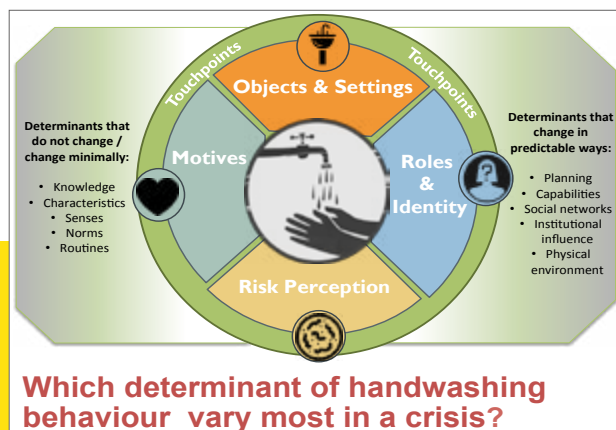 Touchpoints
Touchpoints
Objects & Settings
Motives
Roles
&
Identity
Risk Perception
Determinants that
do not change /
change minimally:
• Knowledge
• Characteristics
• Senses
• Norms
• Routines
Determinants that
change in
predictable ways:
• Planning
• Capabilities
• Social networks
• Institutional
influence
• Physical
environment
Which determinant of handwashing
behaviour vary most in a crisis?